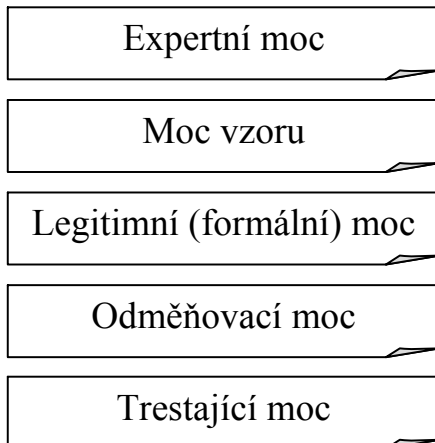 Expertní moc
Moc vzoru
Legitimní (formální) moc
Odměňovací moc
Trestající moc